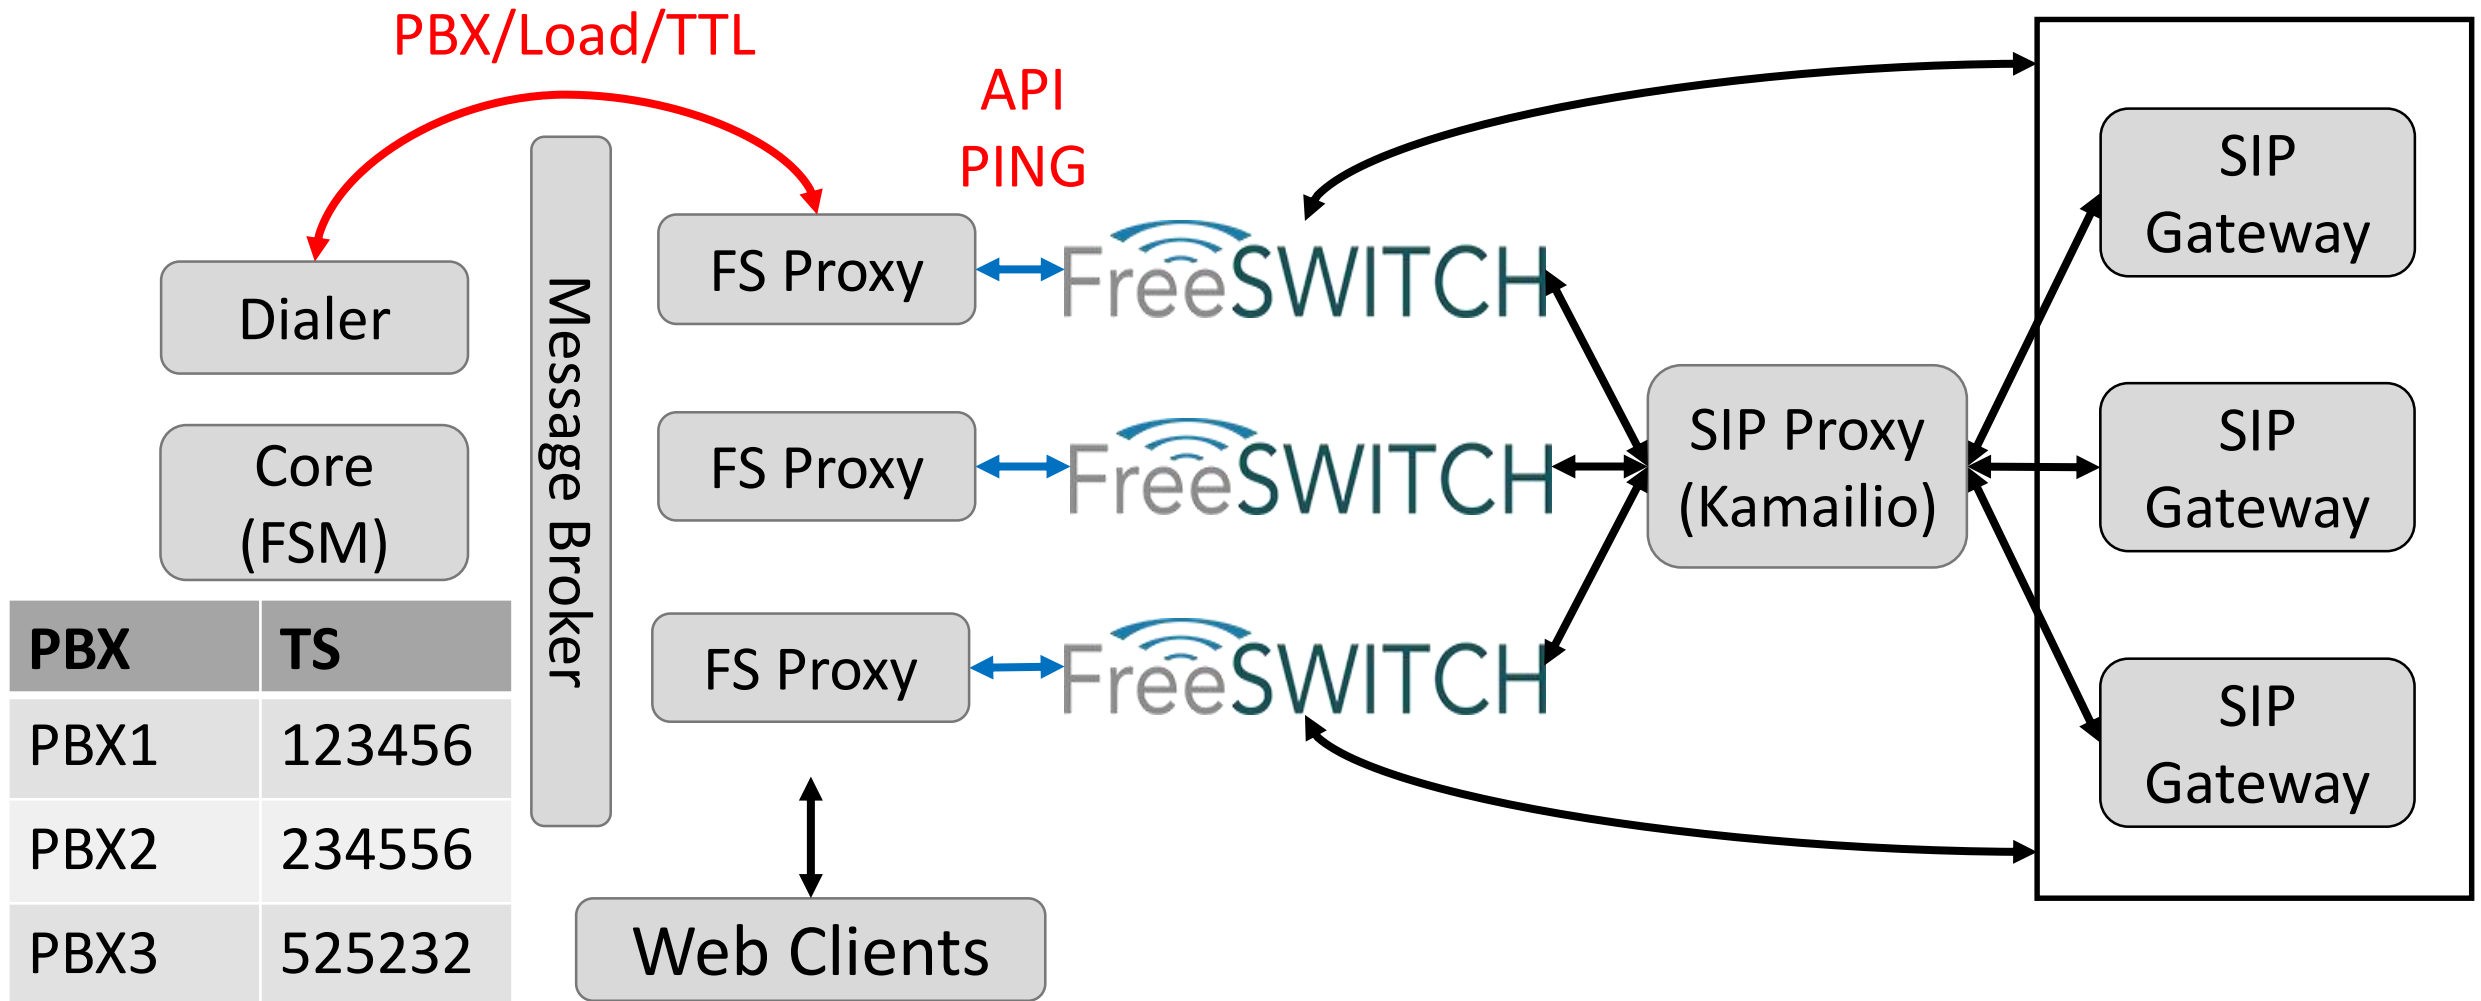 PBX/Load/TTL
API
PING
Dialer
Core
(FSM)
PBX TS
PBX1 123456
PBX2 234556
PBX3 525232
Message Broker
FS Proxy
FreeSWITCH
FS Proxy
FreeSWITCH
FS Proxy
FreeSWITCH
Web Clients
SIP Proxy
(Kamailio)
SIP
Gateway
SIP
Gateway
SIP
Gateway